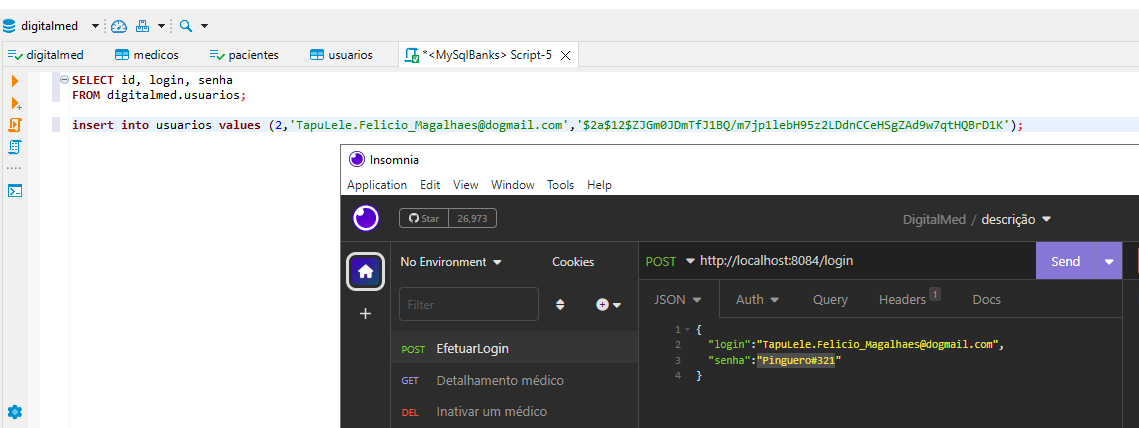 digitalmed
digitalmed medicos pacientes usuarios *<MySqlBanks> Script-5
SELECT id, login, senha
FROM digitalmed.usuarios;
insert into usuarios values (2,'TapuLele.Felicio_Magalhaes@dogmail.com','$2a$12$ZJGm0JDmTfJ1BQ/m7jp1lebH95z2LDdnCCeHSgZAd9w7qtHQBrD1K');
Insomnia
Application Edit View Window Tools Help
Star 26,973
DigitalMed / descrição
No Environment Cookies
POST http://localhost:8084/login Send
Filter
JSON Auth Query Headers 1 Docs
POST EfetuarLogin
GET Detalhamento médico
DEL Inativar um médico
1 {
2 "login":"TapuLele.Felicio_Magalhaes@dogmail.com",
3 "senha":"Pinguero#321"
4 }